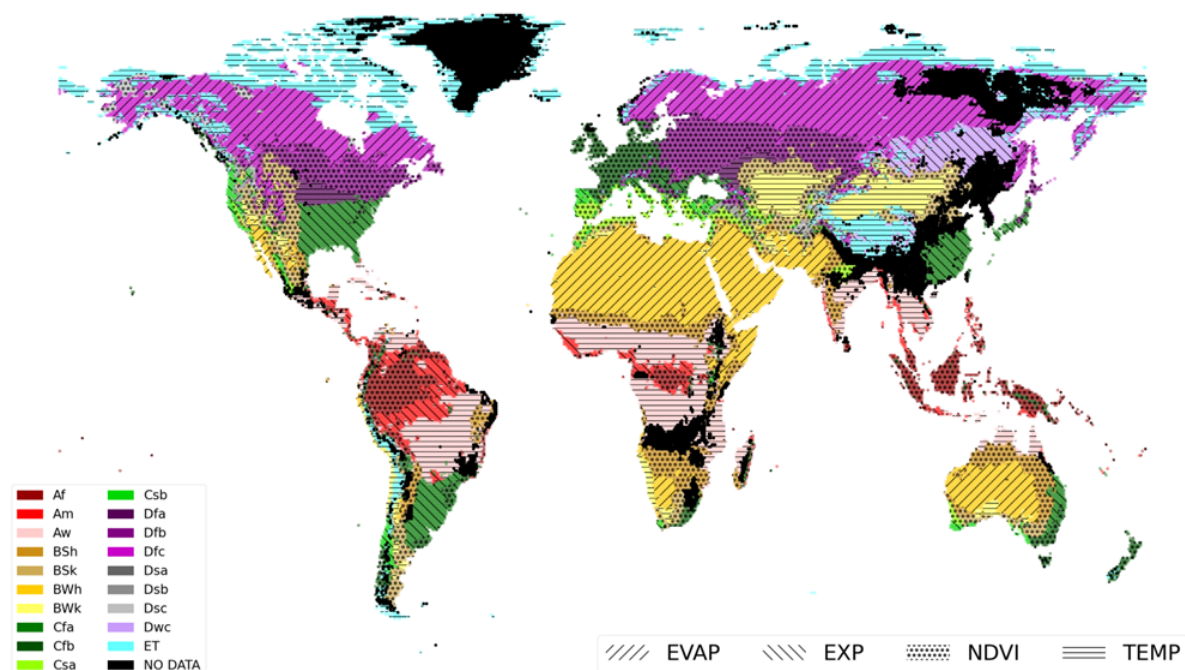 Af
Am
Aw
BSh
BSk
BWh
BWk
Cfa
Cfb
Csa
Csb
Dfa
Dfb
Dfc
Dsa
Dsb
Dsc
Dwc
ET
NO DATA
EVAP EXP NDVI TEMP